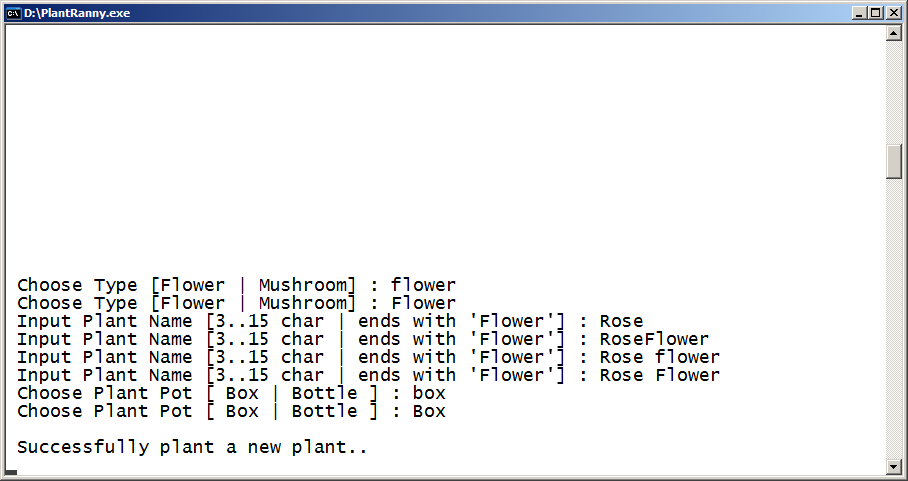 D:\PlantRanny.exe
Choose Type [Flower | Mushroom] : flower
Choose Type [Flower | Mushroom] : Flower
Input Plant Name [3..15 char | ends with 'Flower'] : Rose
Input Plant Name [3..15 char | ends with 'Flower'] : RoseFlower
Input Plant Name [3..15 char | ends with 'Flower'] : Rose flower
Input Plant Name [3..15 char | ends with 'Flower'] : Rose Flower
Choose Plant Pot [ Box | Bottle ] : box
Choose Plant Pot [ Box | Bottle ] : Box
Successfully plant a new plant..